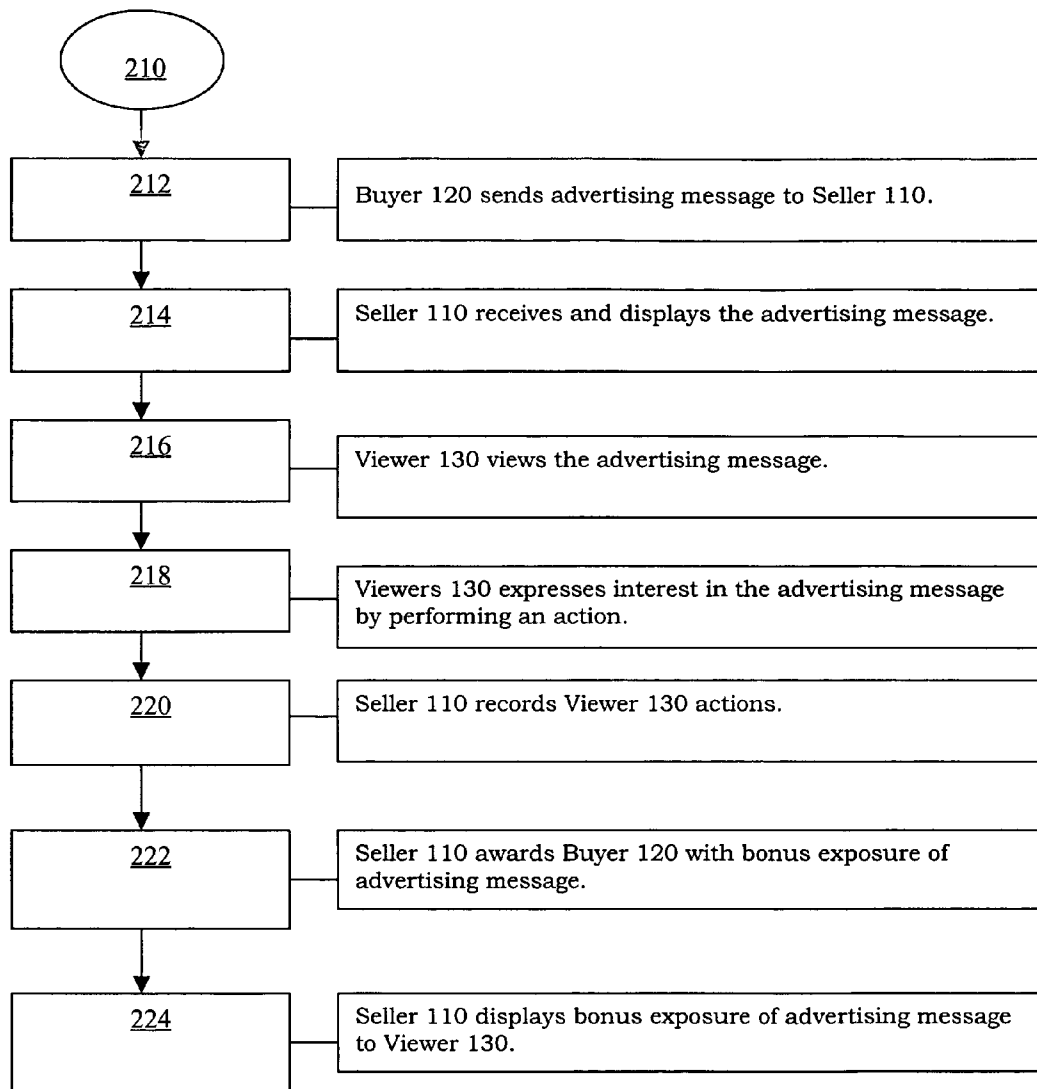 210
212
Buyer 120 sends advertising message to Seller 110.
214
Seller 110 receives and displays the advertising message.
216
Viewer 130 views the advertising message.
218
Viewers 130 expresses interest in the advertising message
by performing an action.
220
Seller 110 records Viewer 130 actions.
222
Seller 110 awards Buyer 120 with bonus exposure of
advertising message.
224
Seller 110 displays bonus exposure of advertising message
to Viewer 130.